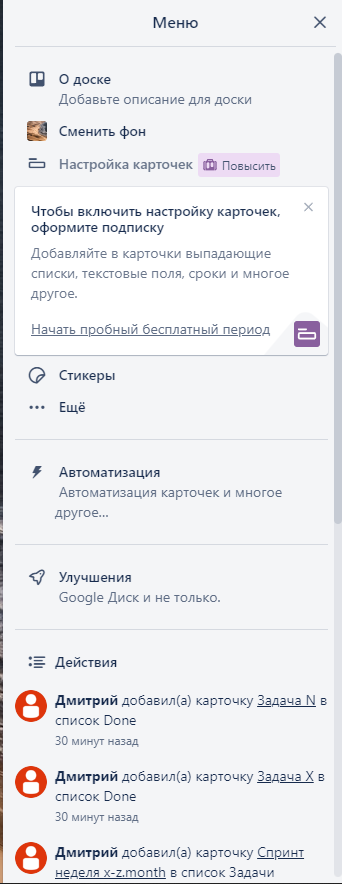 Меню
О доске
Добавьте описание для доски
Сменить фон
Настройка карточек Повысить
Чтобы включить настройку карточек,
оформите подписку
Добавляйте в карточки выпадающие
списки, текстовые поля, сроки и многое
другое.
Начать пробный бесплатный период
Стикеры
Ещё
Автоматизация
Автоматизация карточек и многое
другое...
Улучшения
Google Диск и не только.
Действия
Дмитрий добавил(а) карточку Задача N в
список Done
30 минут назад
Дмитрий добавил(а) карточку Задача X в
список Done
30 минут назад
Дмитрий добавил(а) карточку Спринт
неделя x-z.month в список Задачи